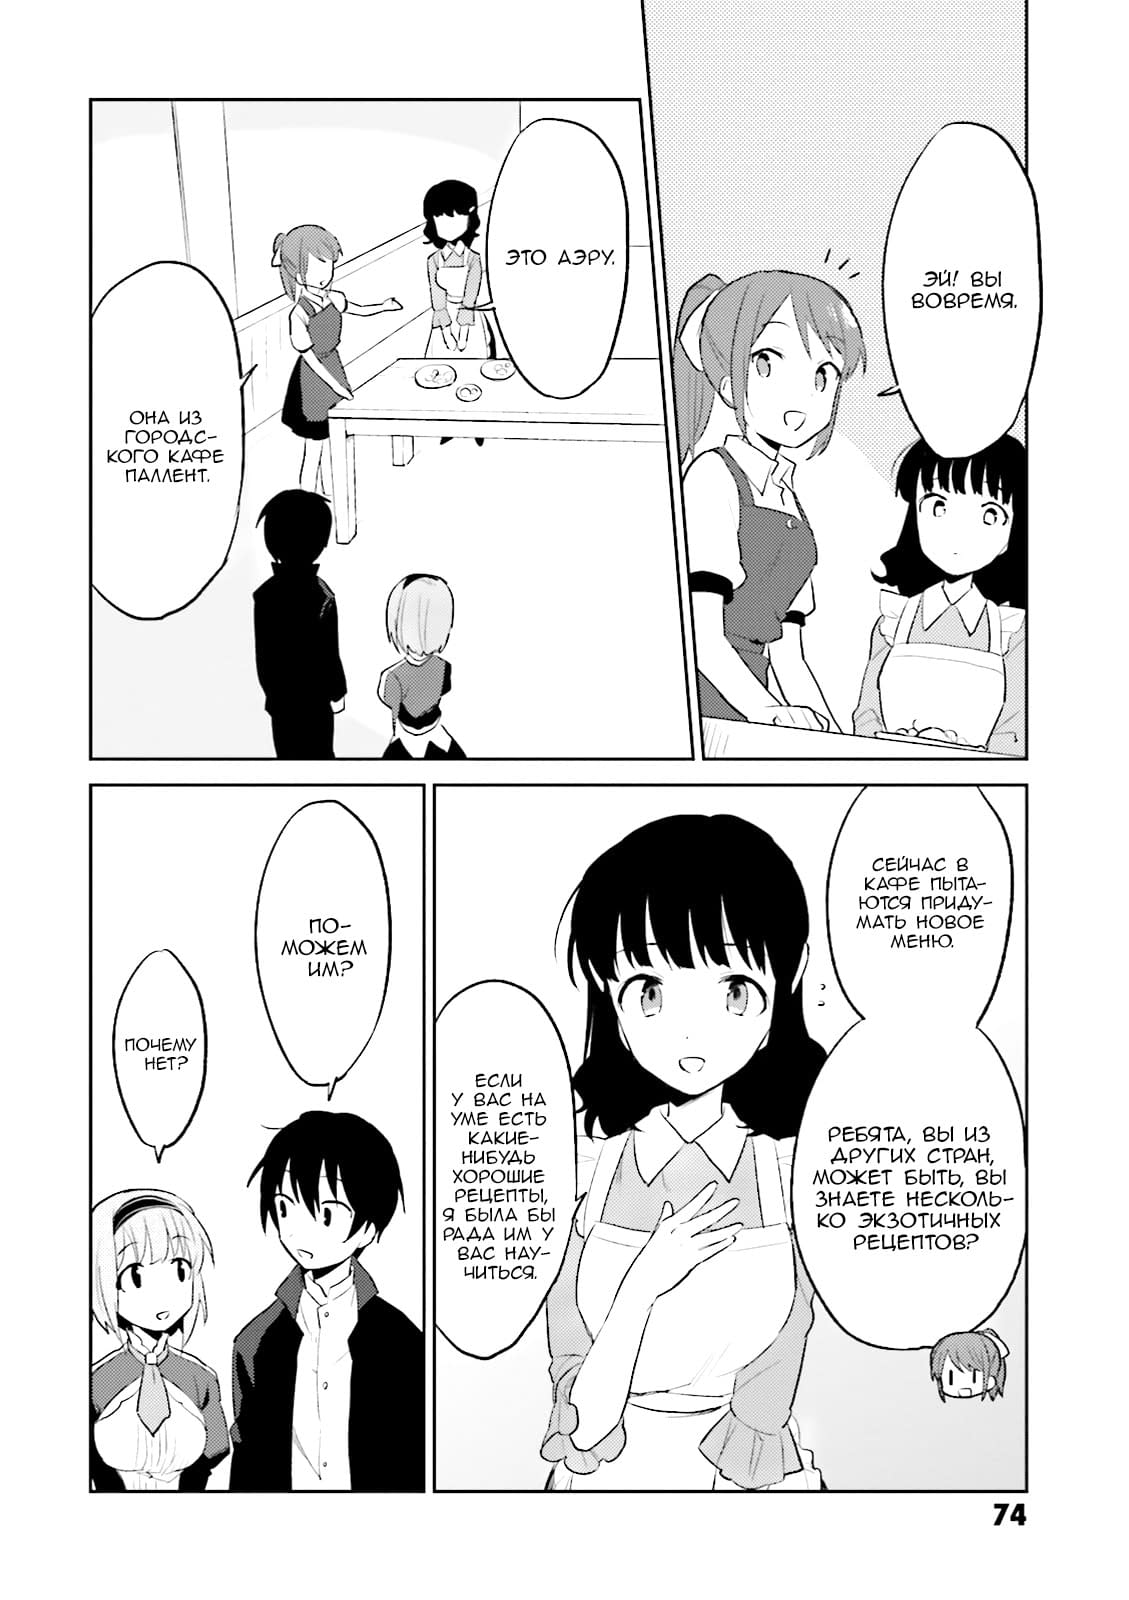 ЭЙ! ВЫ
ВОВРЕМЯ.
ЭТО АЭРУ.
ОНА ИЗ
ГОРОДС-
КОГО КАФЕ
ПАЛЛЕНТ.
СЕЙЧАС В
КАФЕ ПЫТА-
ЮТСЯ ПРИДУ-
МАТЬ НОВОЕ
МЕНЮ.
РЕБЯТА, ВЫ ИЗ
ДРУГИХ СТРАН,
МОЖЕТ БЫТЬ, ВЫ
ЗНАЕТЕ НЕСКОЛЬ-
КО ЭКЗОТИЧНЫХ
РЕЦЕПТОВ?
ЕСЛИ
У ВАС НА
УМЕ ЕСТЬ
КАКИЕ-
НИБУДЬ
ХОРОШИЕ
РЕЦЕПТЫ,
Я БЫЛА БЫ
РАДА ИМ У
ВАС НАУ-
ЧИТЬСЯ.
ПО-
МОЖЕМ
ИМ?
ПОЧЕМУ
НЕТ?
74